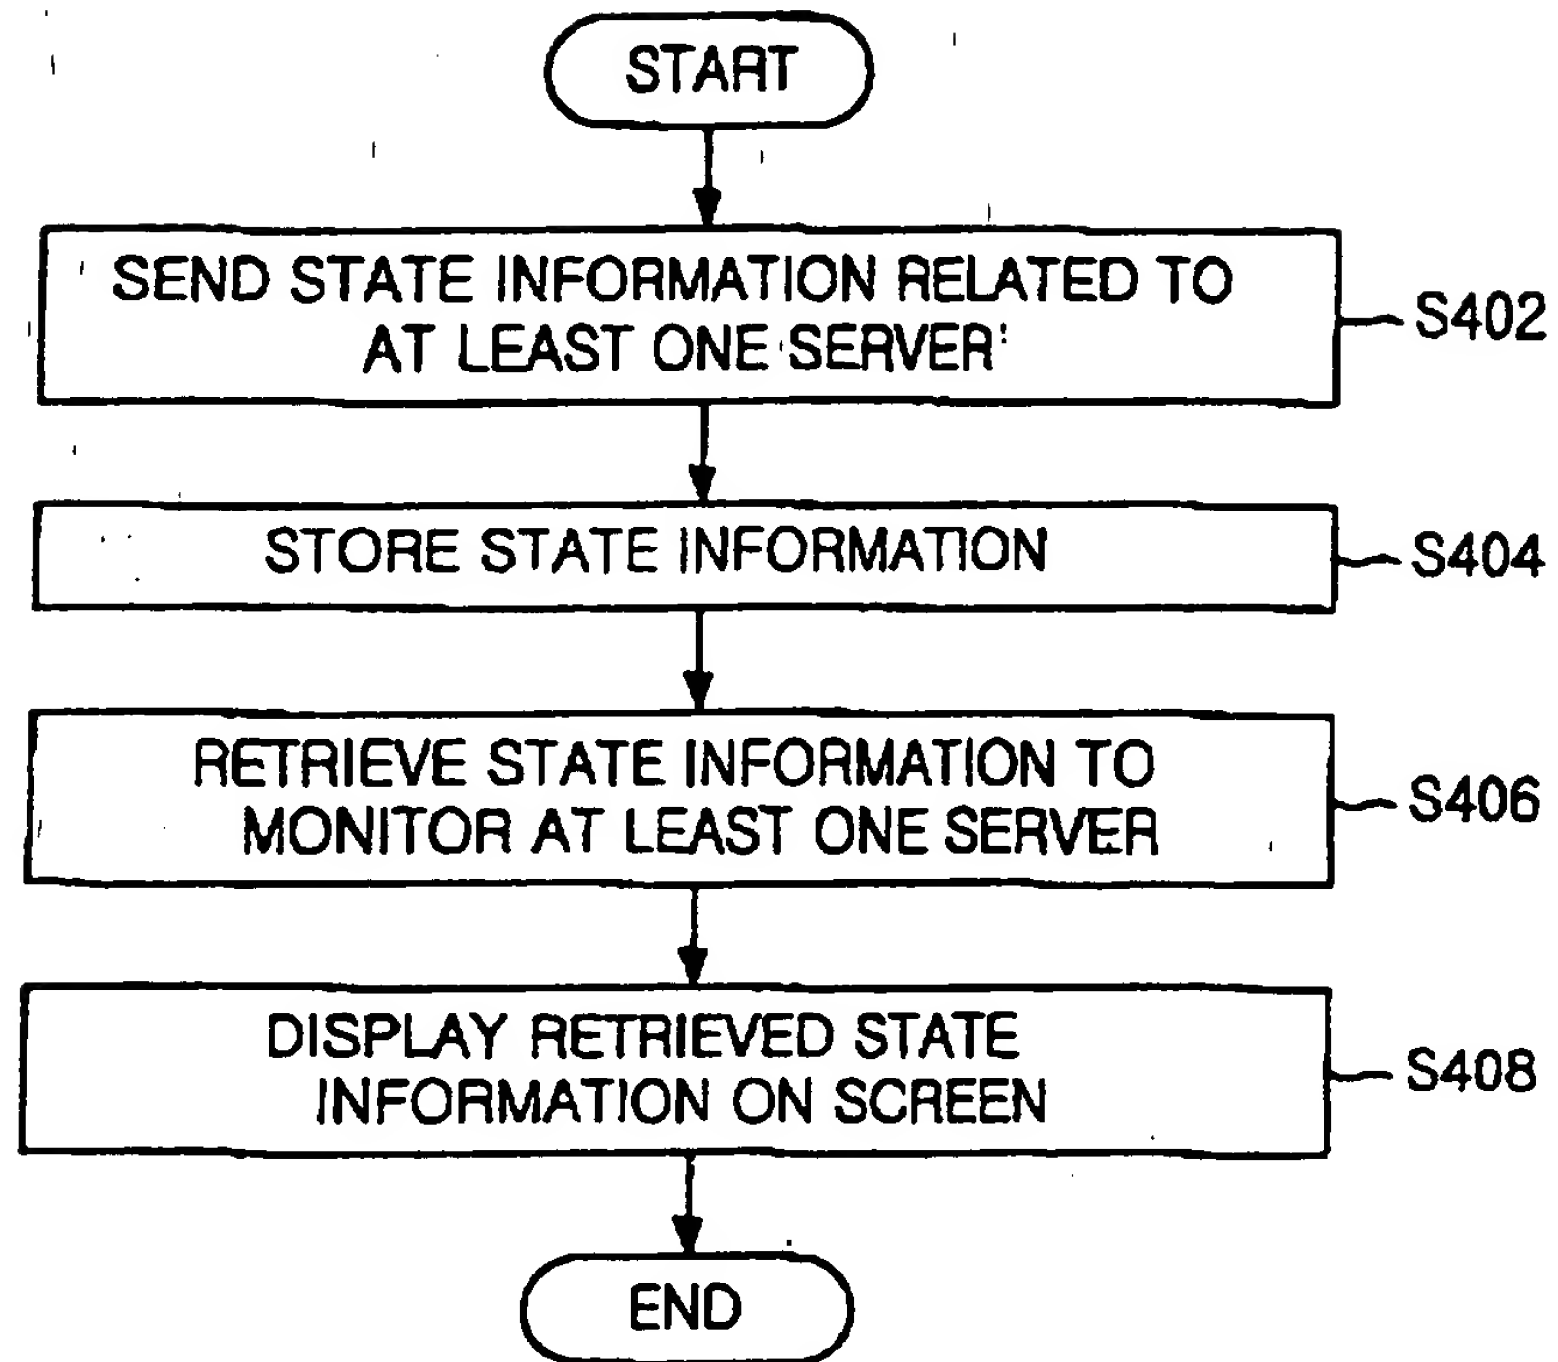 START
SEND STATE INFORMATION RELATED TO
AT LEAST ONE SERVER
S402
STORE STATE INFORMATION
S404
RETRIEVE STATE INFORMATION TO
MONITOR AT LEAST ONE SERVER
S406
DISPLAY RETRIEVED STATE
INFORMATION ON SCREEN
S408
END